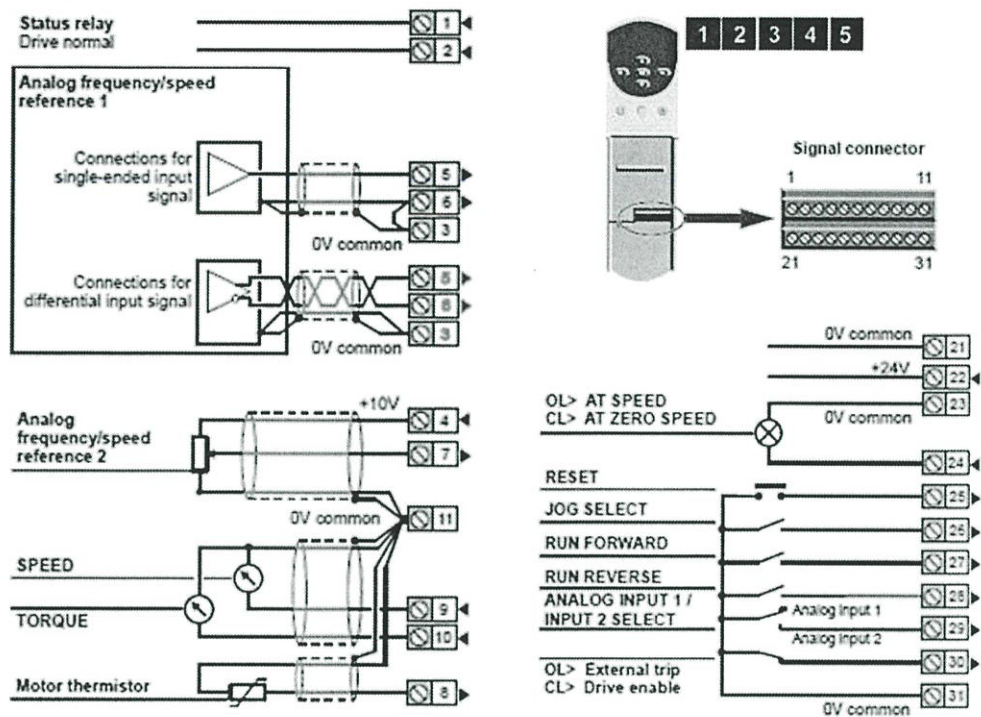 Status relay
Drive normal
1
2
Analog frequency/speed
reference 1
Connections for
single-ended input
signal
5
6
3
0V common
Connections for
differential input signal
5
6
3
0V common
Analog
frequency/speed
reference 2
+10V
4
7
0V common
11
SPEED
TORQUE
9
10
Motor thermistor
8
1 2 3 4 5
Signal connector
1 11
21 31
0V common
21
+24V
22
OL> AT SPEED
CL> AT ZERO SPEED
23
0V common
24
RESET
25
JOG SELECT
26
RUN FORWARD
27
RUN REVERSE
28
ANALOG INPUT 1 /
INPUT 2 SELECT
Analog Input 1
29
Analog Input 2
30
OL> External trip
CL> Drive enable
31
0V common